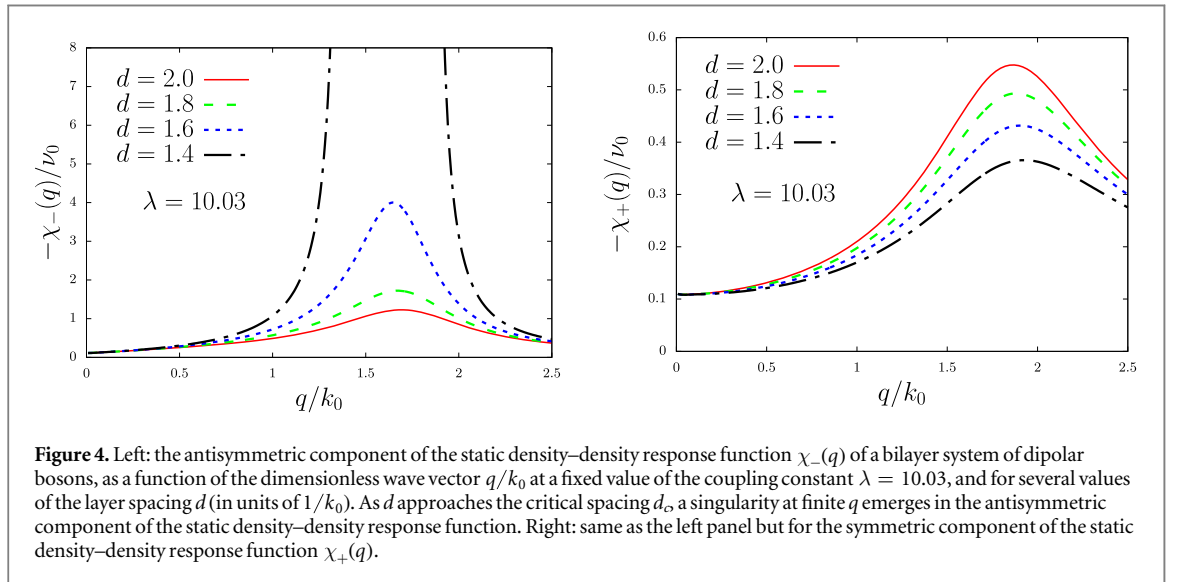 8
7
6
5
4
3
2
1
0
−χ₋(q)/ν₀
d = 2.0
d = 1.8
d = 1.6
d = 1.4
λ = 10.03
0 0.5 1 1.5 2 2.5
q/k₀
0.6
0.5
0.4
0.3
0.2
0.1
0
−χ₊(q)/ν₀
d = 2.0
d = 1.8
d = 1.6
d = 1.4
λ = 10.03
0 0.5 1 1.5 2 2.5
q/k₀
Figure 4. Left: the antisymmetric component of the static density–density response function χ₋(q) of a bilayer system of dipolar
bosons, as a function of the dimensionless wave vector q/k₀ at a fixed value of the coupling constant λ = 10.03, and for several values
of the layer spacing d (in units of 1/k₀). As d approaches the critical spacing d_c, a singularity at finite q emerges in the antisymmetric
component of the static density–density response function. Right: same as the left panel but for the symmetric component of the static
density–density response function χ₊(q).